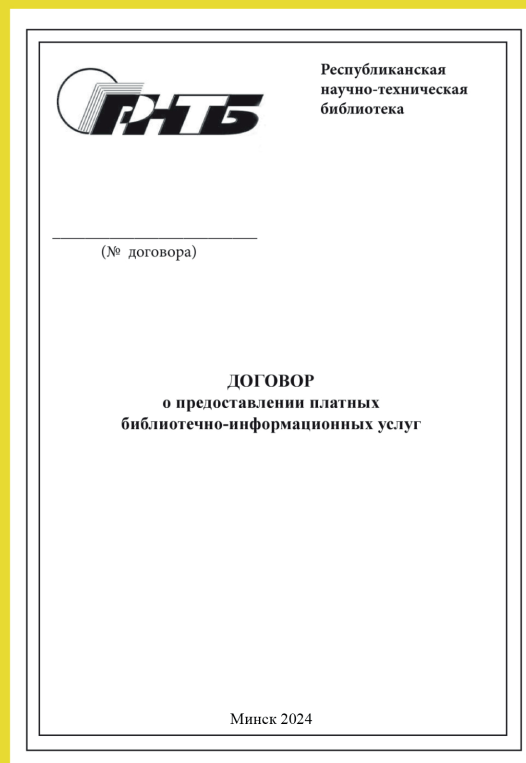 РНТБ
Республиканская
научно-техническая
библиотека
(№ договора)
ДОГОВОР
о предоставлении платных
библиотечно-информационных услуг
Минск 2024